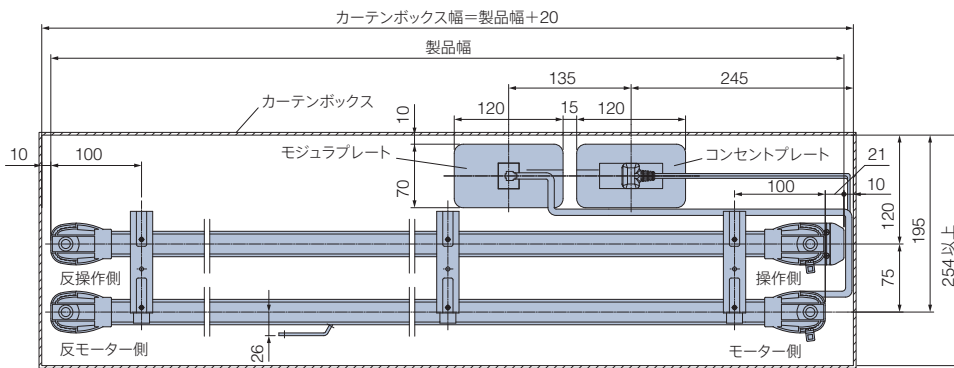 カーテンボックス幅=製品幅+20
製品幅
135
245
カーテンボックス
10
120
15
120
10
100
モジュラプレート
コンセントプレート
21
70
100
10
120
195
254以上
反操作側
操作側
75
反モーター側
26
モーター側